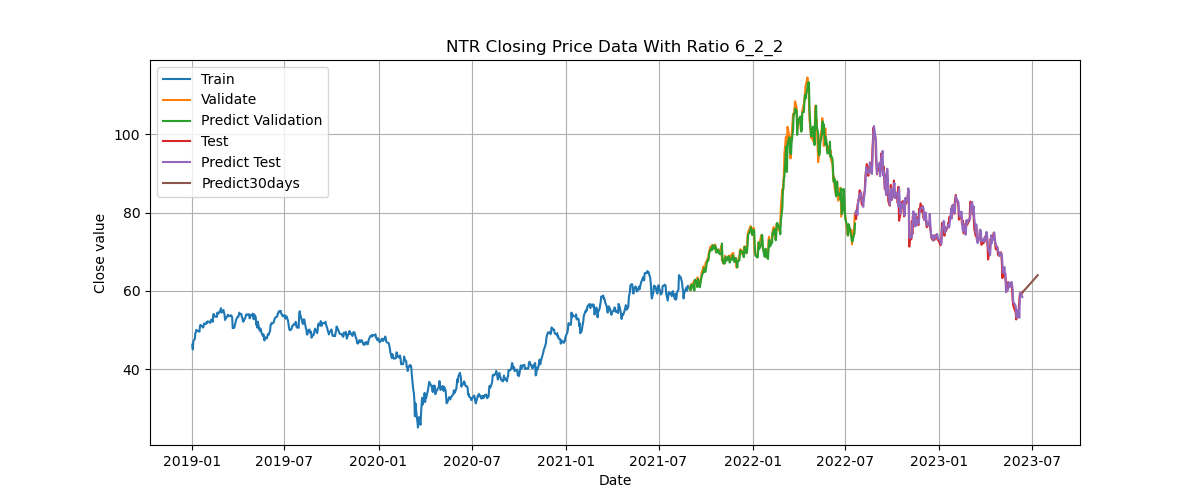 NTR Closing Price Data With Ratio 6_2_2
Train
Validate
Predict Validation
Test
Predict Test
Predict30days
Close value
100
80
60
40
2019-01 2019-07 2020-01 2020-07 2021-01 2021-07 2022-01 2022-07 2023-01 2023-07
Date